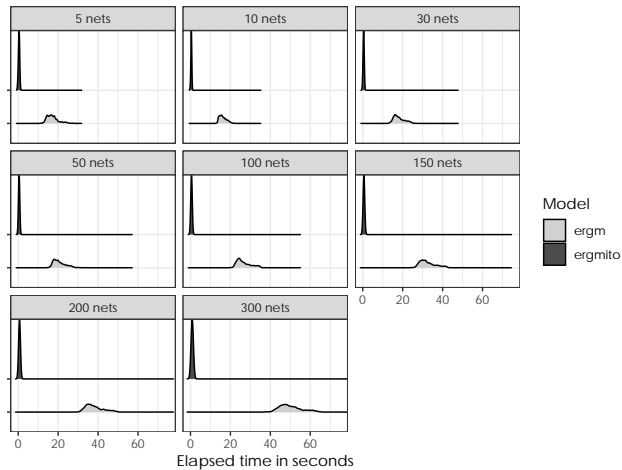 5 nets
10 nets
30 nets
50 nets
100 nets
150 nets
Model
ergm
ergmito
0 20 40 60
200 nets
300 nets
0 20 40 60
0 20 40 60
Elapsed time in seconds